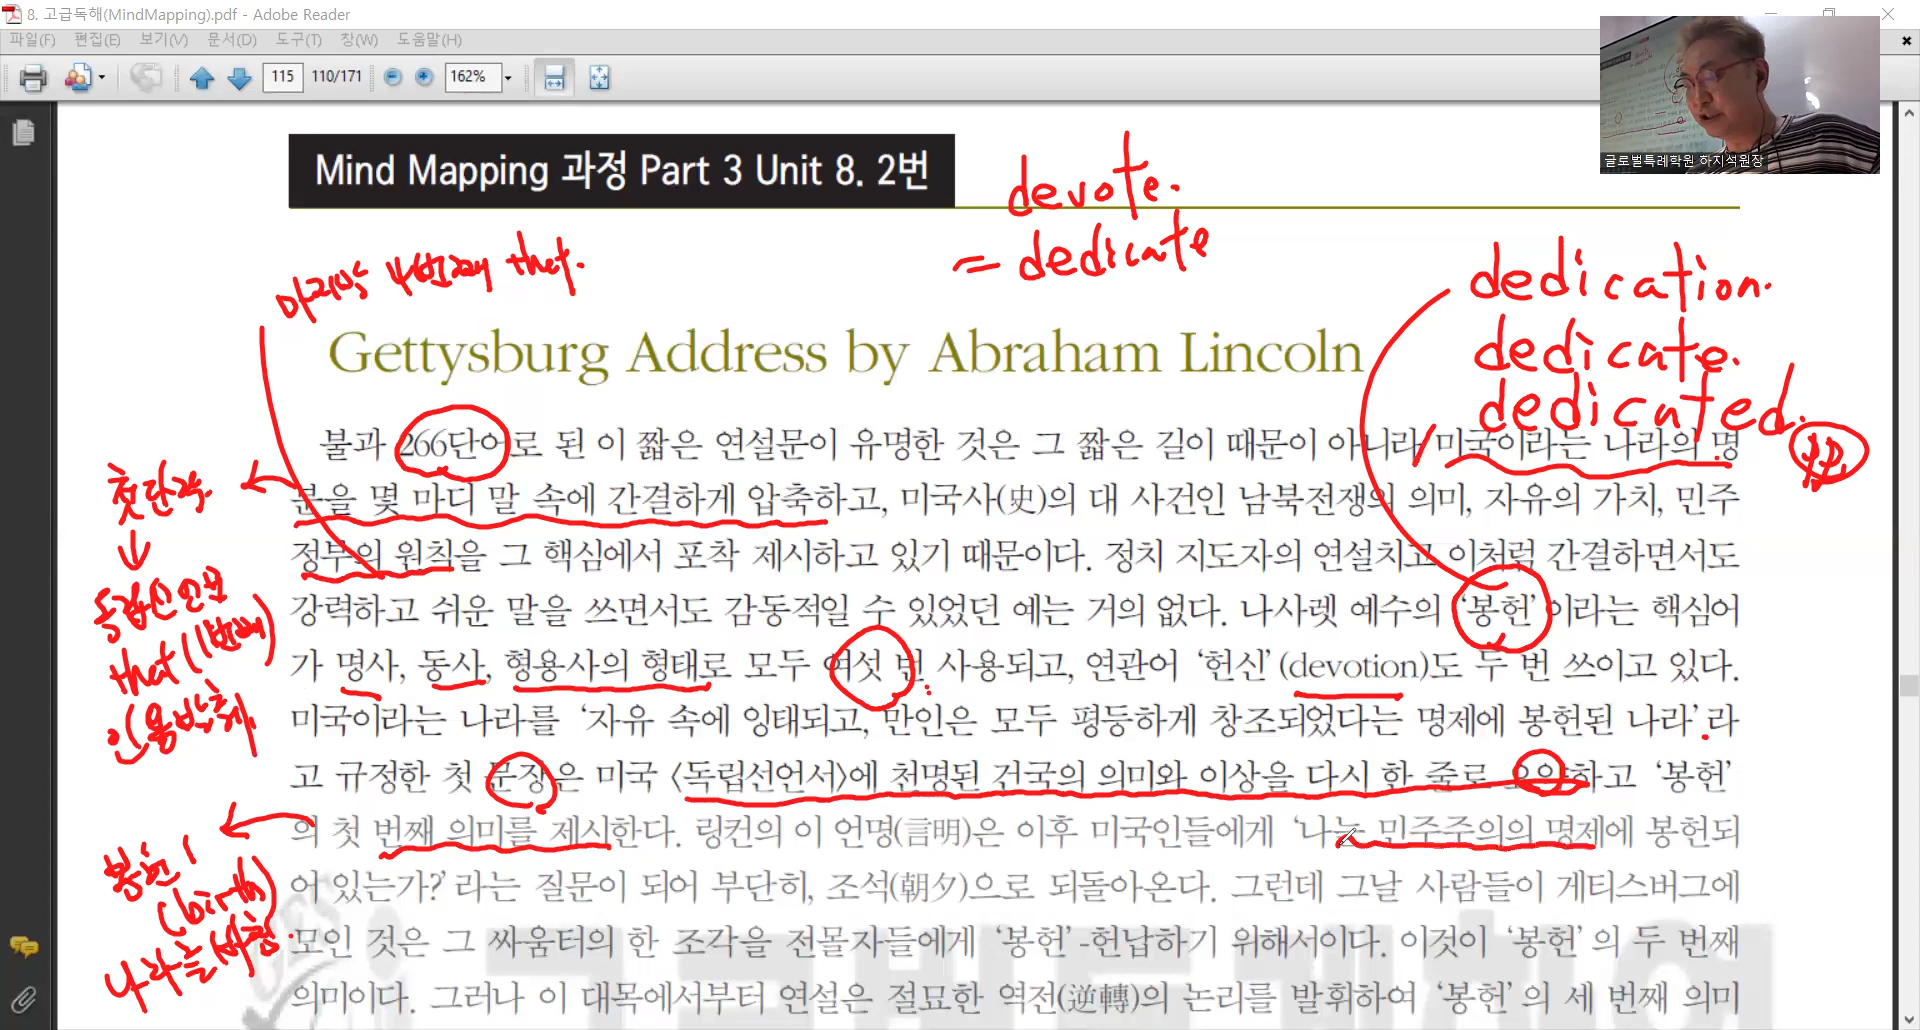 8. 고급독해(MindMapping).pdf - Adobe Reader
파일(F) 편집(E) 보기(V) 문서(D) 도구(T) 창(W) 도움말(H)
115 110/171 162%
글로벌특례학원 하지석원장
Mind Mapping 과정 Part 3 Unit 8. 2번
devote.
= dedicate
마지막 4번째 that.
dedication.
dedicate.
dedicated.
Gettysburg Address by Abraham Lincoln
불과 266단어로 된 이 짧은 연설문이 유명한 것은 그 짧은 길이 때문이 아니라 미국이라는 나라의 명
분을 몇 마디 말 속에 간결하게 압축하고, 미국사(史)의 대 사건인 남북전쟁의 의미, 자유의 가치, 민주
정부의 원칙을 그 핵심에서 포착 제시하고 있기 때문이다. 정치 지도자의 연설치고 이처럼 간결하면서도
강력하고 쉬운 말을 쓰면서도 감동적일 수 있었던 예는 거의 없다. 나사렛 예수의 ‘봉헌’이라는 핵심어
가 명사, 동사, 형용사의 형태로 모두 여섯 번 사용되고, 연관어 ‘헌신’(devotion)도 두 번 쓰이고 있다.
미국이라는 나라를 ‘자유 속에 잉태되고, 만인은 모두 평등하게 창조되었다는 명제에 봉헌된 나라’라
고 규정한 첫 문장은 미국 〈독립선언서〉에 천명된 건국의 의미와 이상을 다시 한 줄로 요약하고 ‘봉헌’
의 첫 번째 의미를 제시한다. 링컨의 이 언명(言明)은 이후 미국인들에게 ‘나는 민주주의의 명제에 봉헌되
어 있는가?’라는 질문이 되어 부단히, 조석(朝夕)으로 되돌아온다. 그런데 그날 사람들이 게티스버그에
모인 것은 그 싸움터의 한 조각을 전몰자들에게 ‘봉헌’-헌납하기 위해서이다. 이것이 ‘봉헌’의 두 번째
의미이다. 그러나 이 대목에서부터 연설은 절묘한 역전(逆轉)의 논리를 발휘하여 ‘봉헌’의 세 번째 의미
첫단락
독립선언문
that (1번째)
봉헌 1
(birth)
나라를